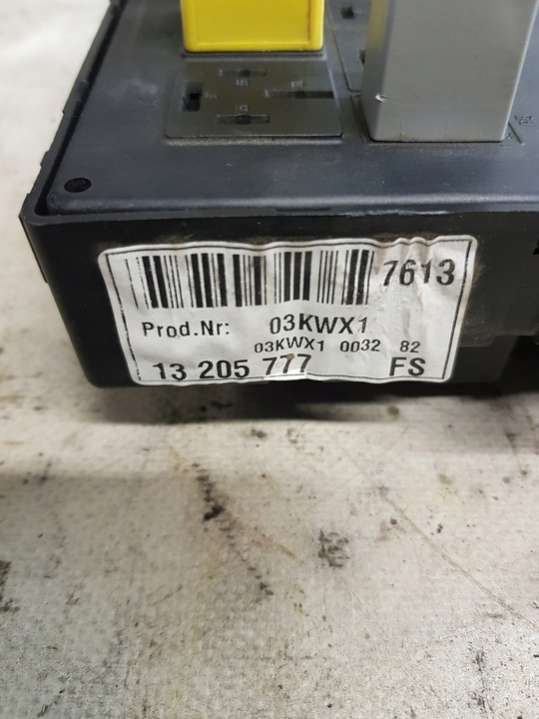 7613
Prod.Nr: 03KWX1
03KWX1 0032 82
13 205 777 FS